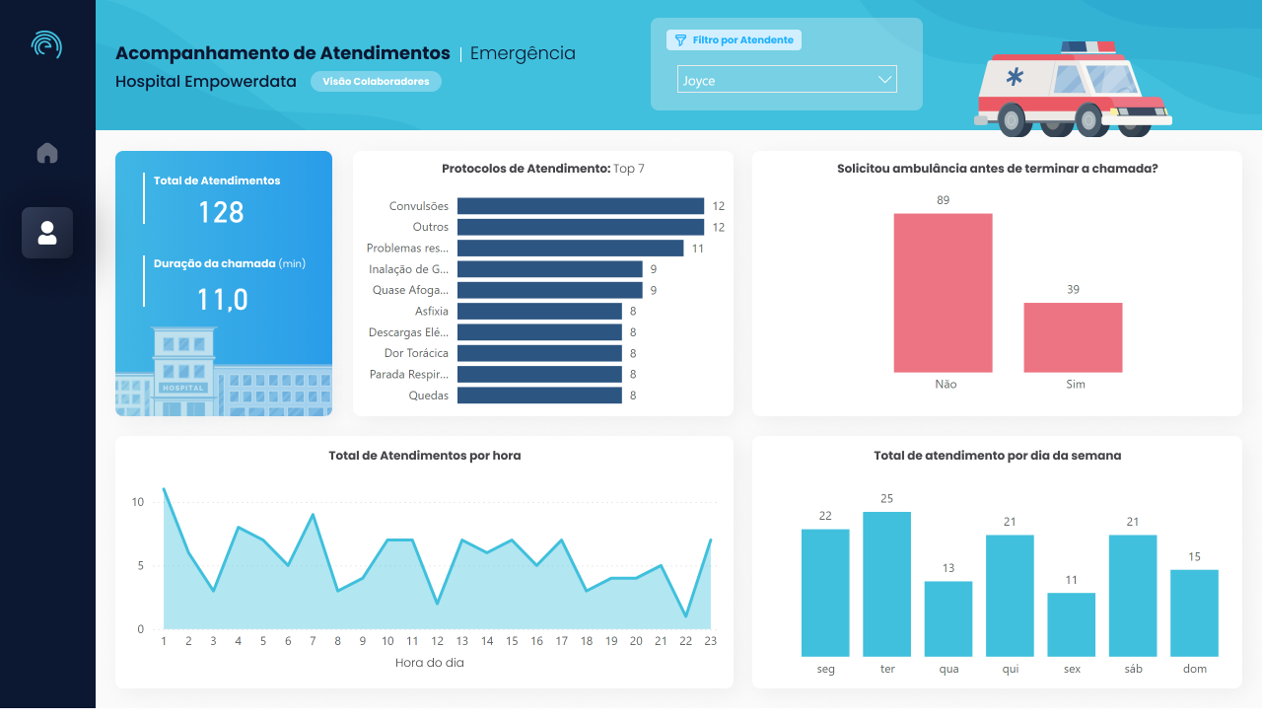 Acompanhamento de Atendimentos | Emergência
Hospital Empowerdata Visão Colaboradores
Filtro por Atendente
Joyce
Total de Atendimentos
128
Duração da chamada (min)
11,0
HOSPITAL
Protocolos de Atendimento: Top 7
Convulsões 12
Outros 12
Problemas res... 11
Inalação de G... 9
Quase Afoga... 9
Asfixia 8
Descargas Elé... 8
Dor Torácica 8
Parada Respir... 8
Quedas 8
Solicitou ambulância antes de terminar a chamada?
89
39
Não Sim
Total de Atendimentos por hora
10
5
0
1 2 3 4 5 6 7 8 9 10 11 12 13 14 15 16 17 18 19 20 21 22 23
Hora do dia
Total de atendimento por dia da semana
22 25 13 21 11 21 15
seg ter qua qui sex sáb dom